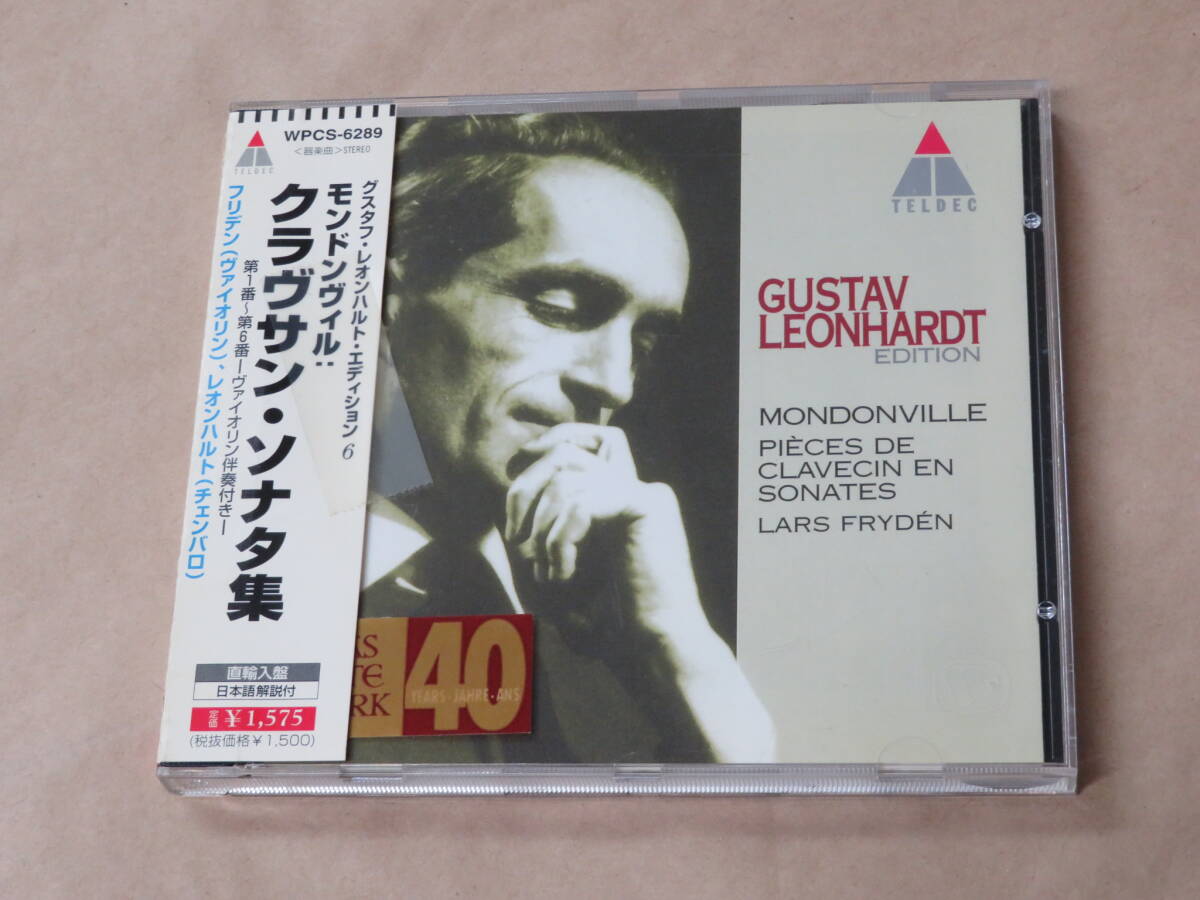 WPCS-6289
<器楽曲>STEREO
TELDEC
グスタフ・レオンハルト・エディション 6
モンドンヴィル:
クラヴサン・ソナタ集
第1番〜第6番ーヴァイオリン伴奏付きー
フリデン(ヴァイオリン)、レオンハルト(チェンバロ)
直輸入盤
日本語解説付
定価 ¥1,575
(税抜価格¥1,500)
TELDEC
GUSTAV
LEONHARDT
EDITION
MONDONVILLE
PIÈCES DE
CLAVECIN EN
SONATES
LARS FRYDÉN
40
YEARS·JAHRE·ANS